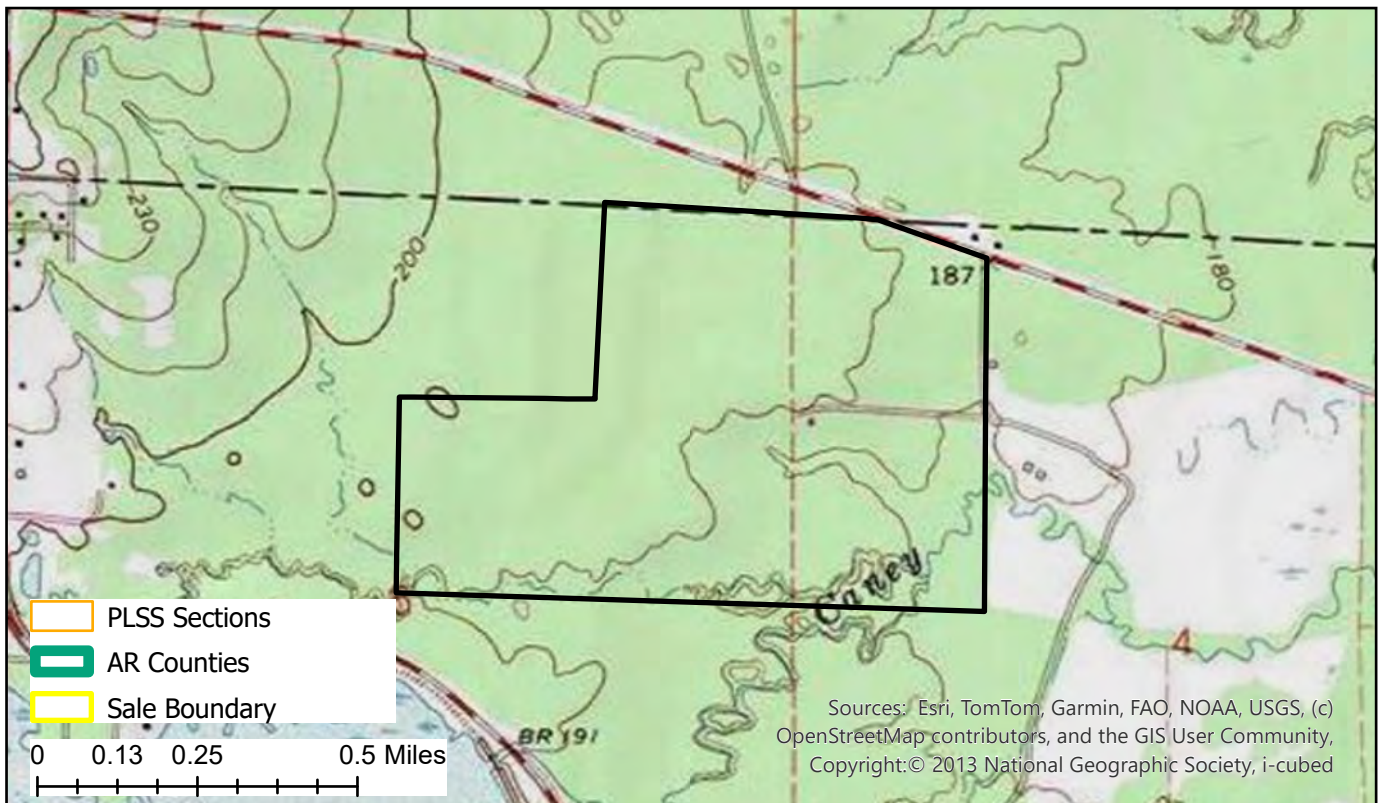 230
200
187
180
Caney
4
BR 191
PLSS Sections
AR Counties
Sale Boundary
0 0.13 0.25 0.5 Miles
Sources: Esri, TomTom, Garmin, FAO, NOAA, USGS, (c)
OpenStreetMap contributors, and the GIS User Community,
Copyright:© 2013 National Geographic Society, i-cubed